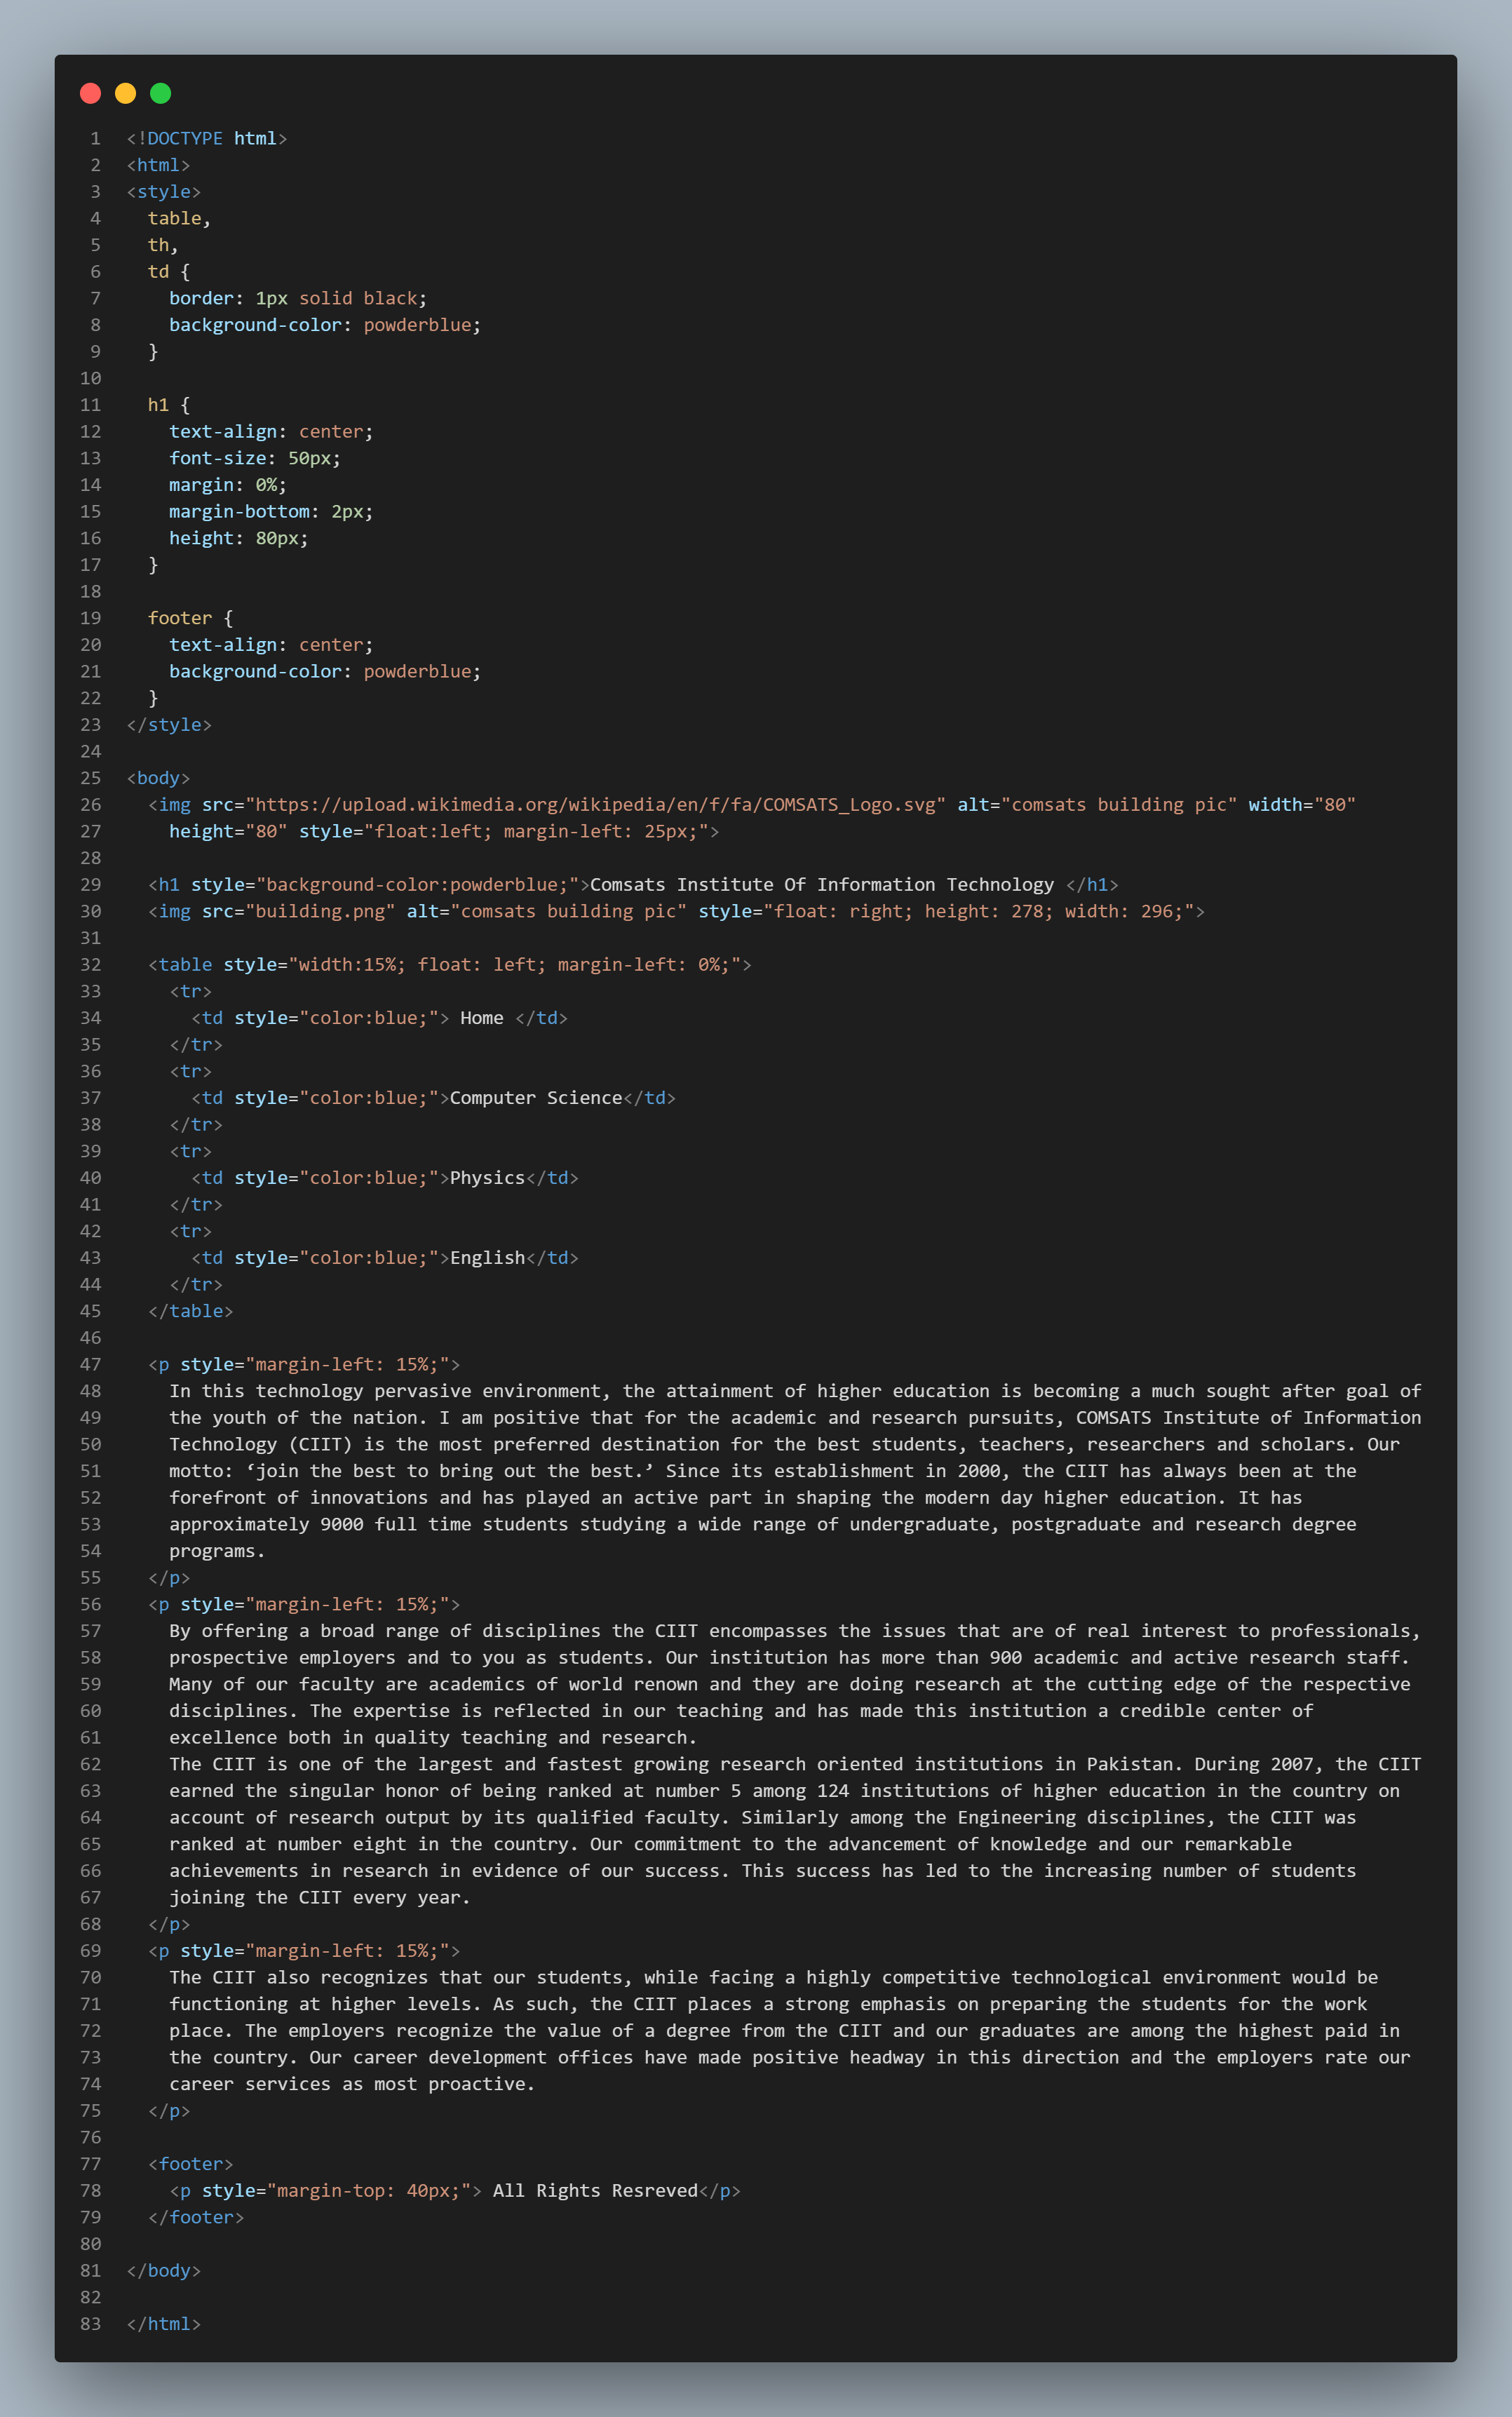 1 <!DOCTYPE html>
2 <html>
3 <style>
4   table,
5   th,
6   td {
7     border: 1px solid black;
8     background-color: powderblue;
9   }
10
11   h1 {
12     text-align: center;
13     font-size: 50px;
14     margin: 0%;
15     margin-bottom: 2px;
16     height: 80px;
17   }
18
19   footer {
20     text-align: center;
21     background-color: powderblue;
22   }
23 </style>
24
25 <body>
26   <img src="https://upload.wikimedia.org/wikipedia/en/f/fa/COMSATS_Logo.svg" alt="comsats building pic" width="80"
27     height="80" style="float:left; margin-left: 25px;">
28
29   <h1 style="background-color:powderblue;">Comsats Institute Of Information Technology </h1>
30   <img src="building.png" alt="comsats building pic" style="float: right; height: 278; width: 296;">
31
32   <table style="width:15%; float: left; margin-left: 0%;">
33     <tr>
34       <td style="color:blue;"> Home </td>
35     </tr>
36     <tr>
37       <td style="color:blue;">Computer Science</td>
38     </tr>
39     <tr>
40       <td style="color:blue;">Physics</td>
41     </tr>
42     <tr>
43       <td style="color:blue;">English</td>
44     </tr>
45   </table>
46
47   <p style="margin-left: 15%;">
48     In this technology pervasive environment, the attainment of higher education is becoming a much sought after goal of
49     the youth of the nation. I am positive that for the academic and research pursuits, COMSATS Institute of Information
50     Technology (CIIT) is the most preferred destination for the best students, teachers, researchers and scholars. Our
51     motto: ‘join the best to bring out the best.’ Since its establishment in 2000, the CIIT has always been at the
52     forefront of innovations and has played an active part in shaping the modern day higher education. It has
53     approximately 9000 full time students studying a wide range of undergraduate, postgraduate and research degree
54     programs.
55   </p>
56   <p style="margin-left: 15%;">
57     By offering a broad range of disciplines the CIIT encompasses the issues that are of real interest to professionals,
58     prospective employers and to you as students. Our institution has more than 900 academic and active research staff.
59     Many of our faculty are academics of world renown and they are doing research at the cutting edge of the respective
60     disciplines. The expertise is reflected in our teaching and has made this institution a credible center of
61     excellence both in quality teaching and research.
62     The CIIT is one of the largest and fastest growing research oriented institutions in Pakistan. During 2007, the CIIT
63     earned the singular honor of being ranked at number 5 among 124 institutions of higher education in the country on
64     account of research output by its qualified faculty. Similarly among the Engineering disciplines, the CIIT was
65     ranked at number eight in the country. Our commitment to the advancement of knowledge and our remarkable
66     achievements in research in evidence of our success. This success has led to the increasing number of students
67     joining the CIIT every year.
68   </p>
69   <p style="margin-left: 15%;">
70     The CIIT also recognizes that our students, while facing a highly competitive technological environment would be
71     functioning at higher levels. As such, the CIIT places a strong emphasis on preparing the students for the work
72     place. The employers recognize the value of a degree from the CIIT and our graduates are among the highest paid in
73     the country. Our career development offices have made positive headway in this direction and the employers rate our
74     career services as most proactive.
75   </p>
76
77   <footer>
78     <p style="margin-top: 40px;"> All Rights Resreved</p>
79   </footer>
80
81 </body>
82
83 </html>